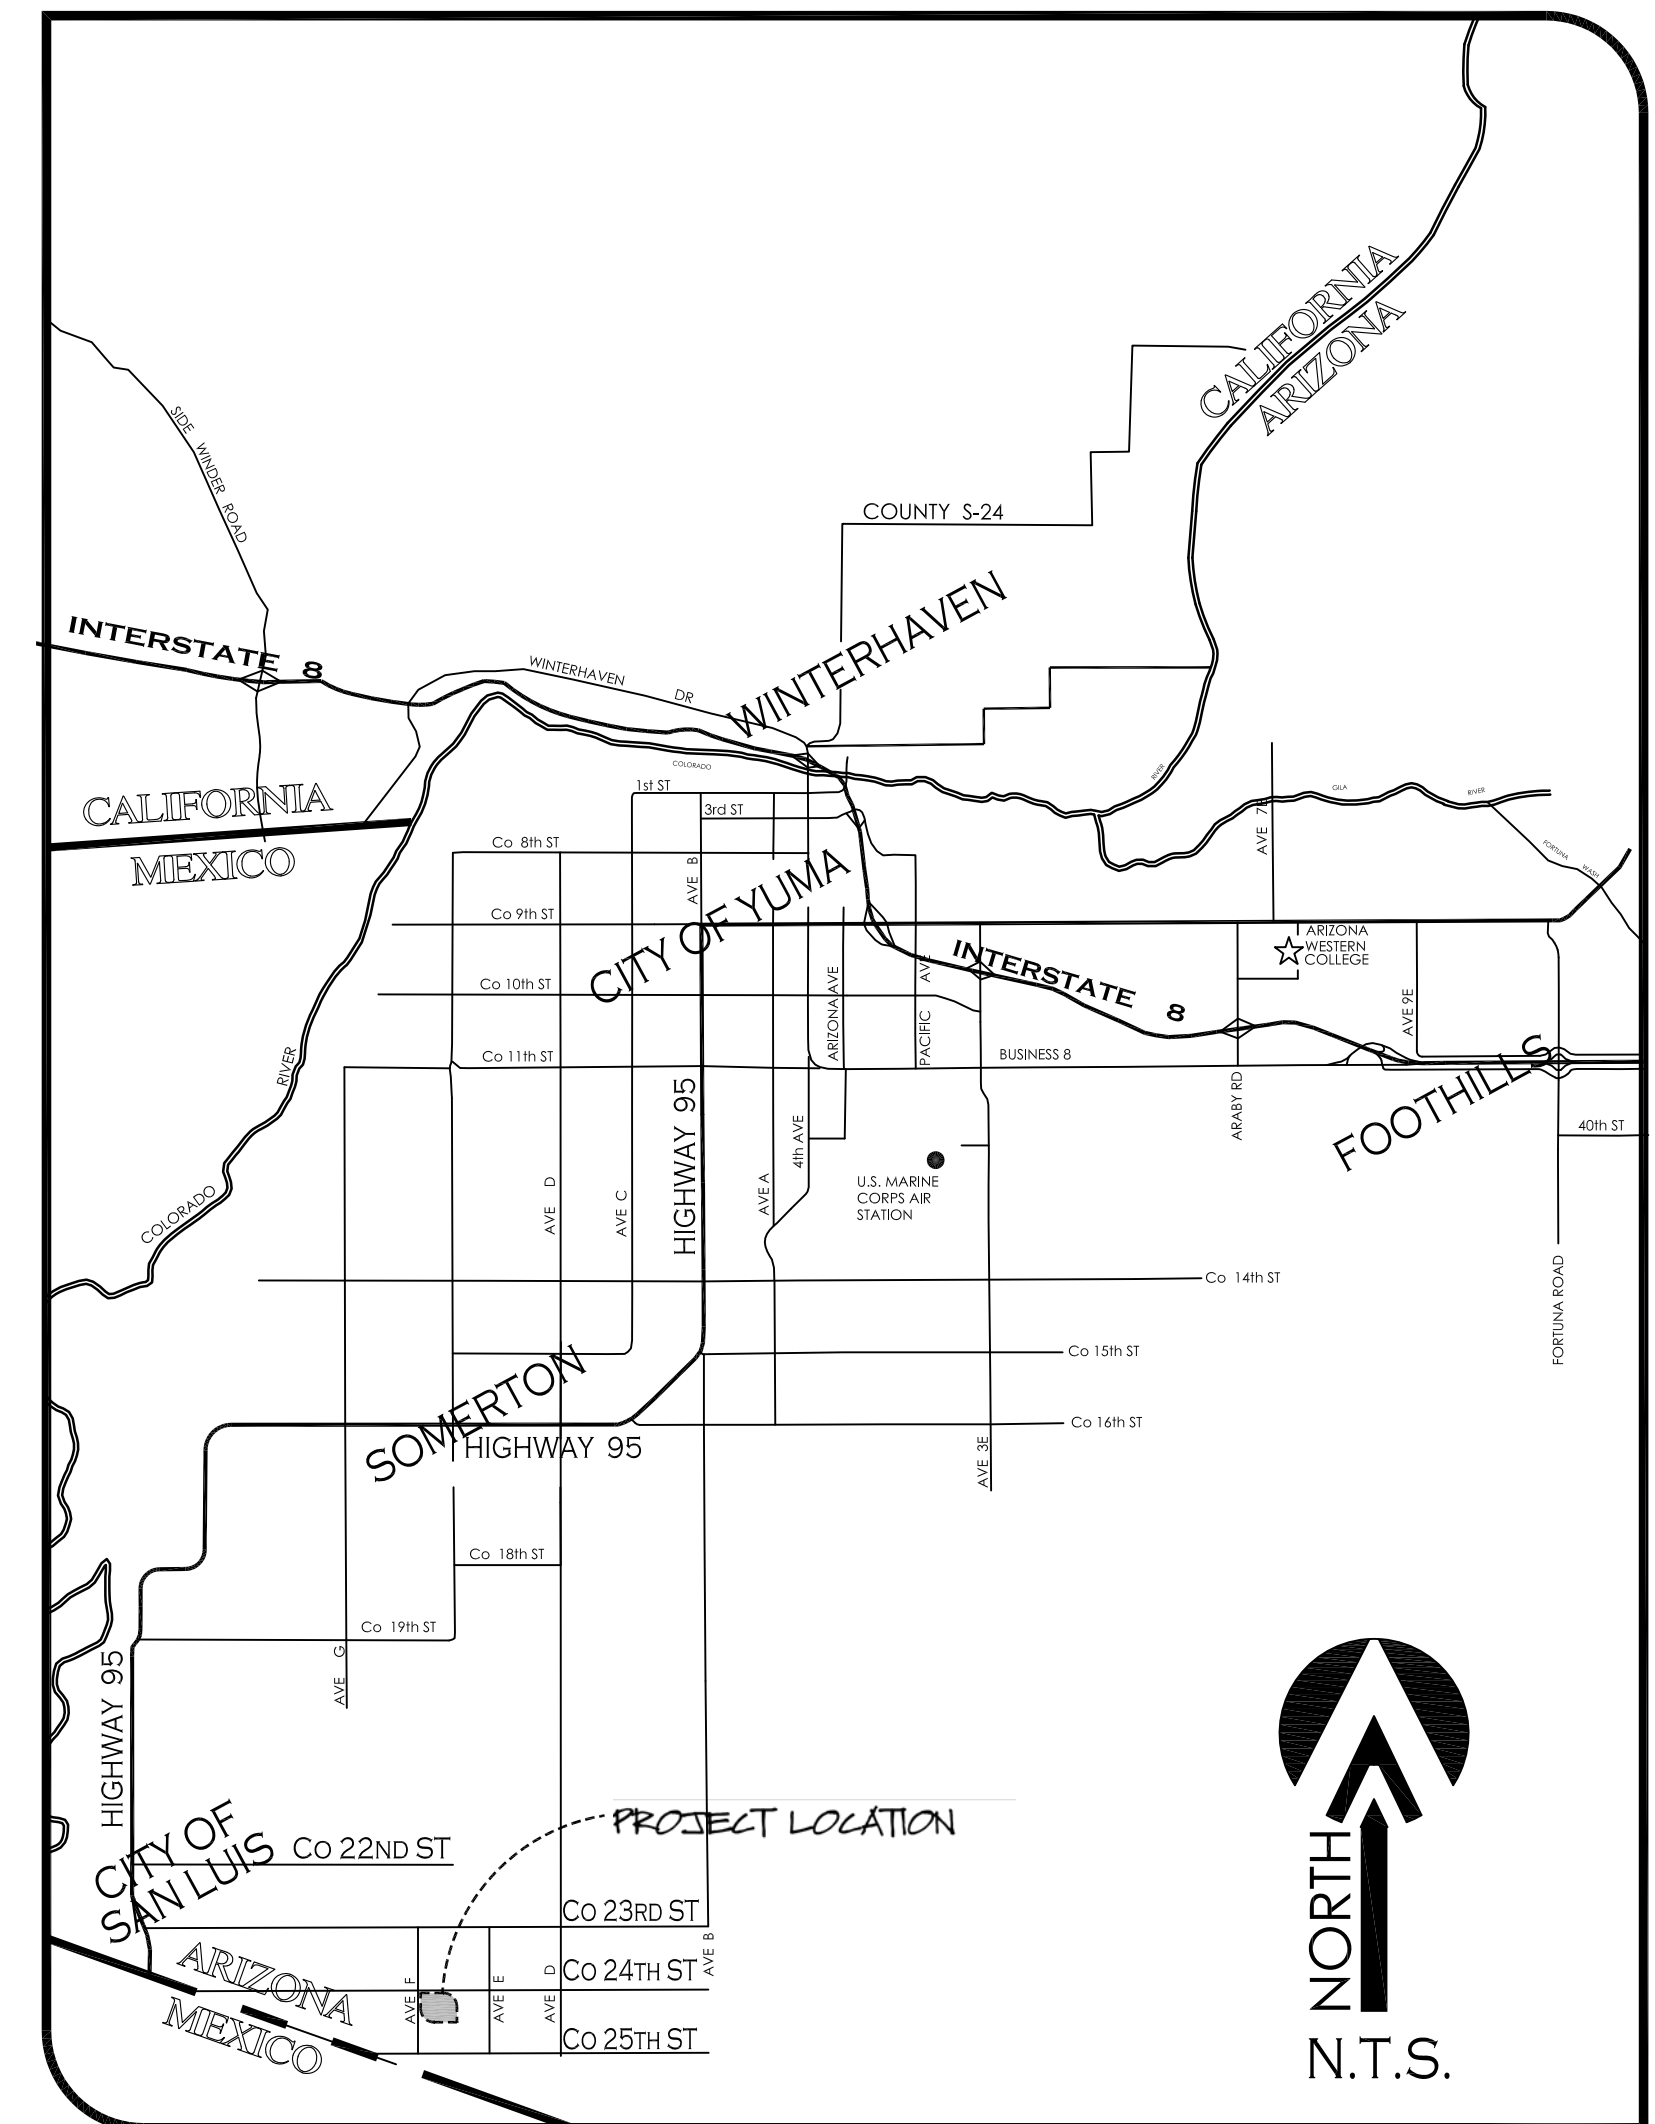 CALIFORNIA
ARIZONA
SIDE WINDER ROAD
COUNTY S-24
INTERSTATE 8
WINTERHAVEN DR
WINTERHAVEN
COLORADO
RIVER
CALIFORNIA
MEXICO
1st ST
3rd ST
GILA RIVER
AVE 7E
FORTUNA WASH
Co 8th ST
AVE B
CITY OF YUMA
Co 9th ST
ARIZONA
WESTERN
COLLEGE
INTERSTATE 8
Co 10th ST
ARIZONA AVE
PACIFIC AVE
AVE 9E
Co 11th ST
BUSINESS 8
RIVER
FOOTHILLS
HIGHWAY 95
ARABY RD
40th ST
4th AVE
U.S. MARINE
CORPS AIR
STATION
COLORADO
AVE D
AVE C
AVE A
Co 14th ST
FORTUNA ROAD
Co 15th ST
SOMERTON
Co 16th ST
HIGHWAY 95
AVE 3E
Co 18th ST
Co 19th ST
AVE G
HIGHWAY 95
PROJECT LOCATION
CITY OF
SAN LUIS
Co 22ND ST
Co 23RD ST
AVE B
ARIZONA
MEXICO
Co 24TH ST
AVE F
AVE E
AVE D
Co 25TH ST
NORTH
N.T.S.